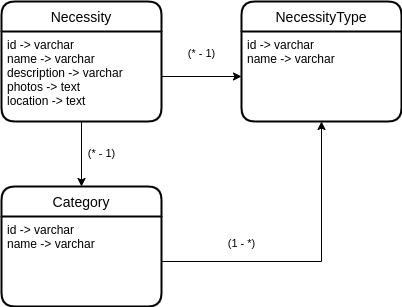 Necessity
id -> varchar
name -> varchar
description -> varchar
photos -> text
location -> text
(* - 1)
NecessityType
id -> varchar
name -> varchar
(* - 1)
Category
id -> varchar
name -> varchar
(1 - *)